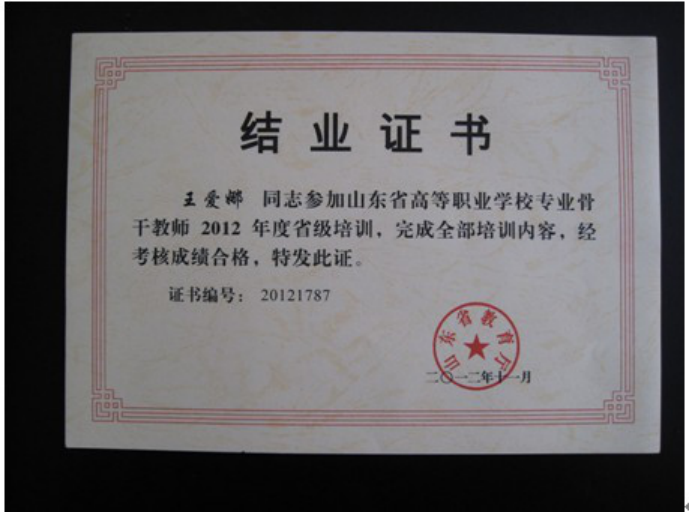 结业证书
王爱娜 同志参加山东省高等职业学校专业骨
干教师 2012 年度省级培训，完成全部培训内容，经
考核成绩合格，特发此证。
证书编号： 20121787
山东省教育厅
二〇一二年十一月